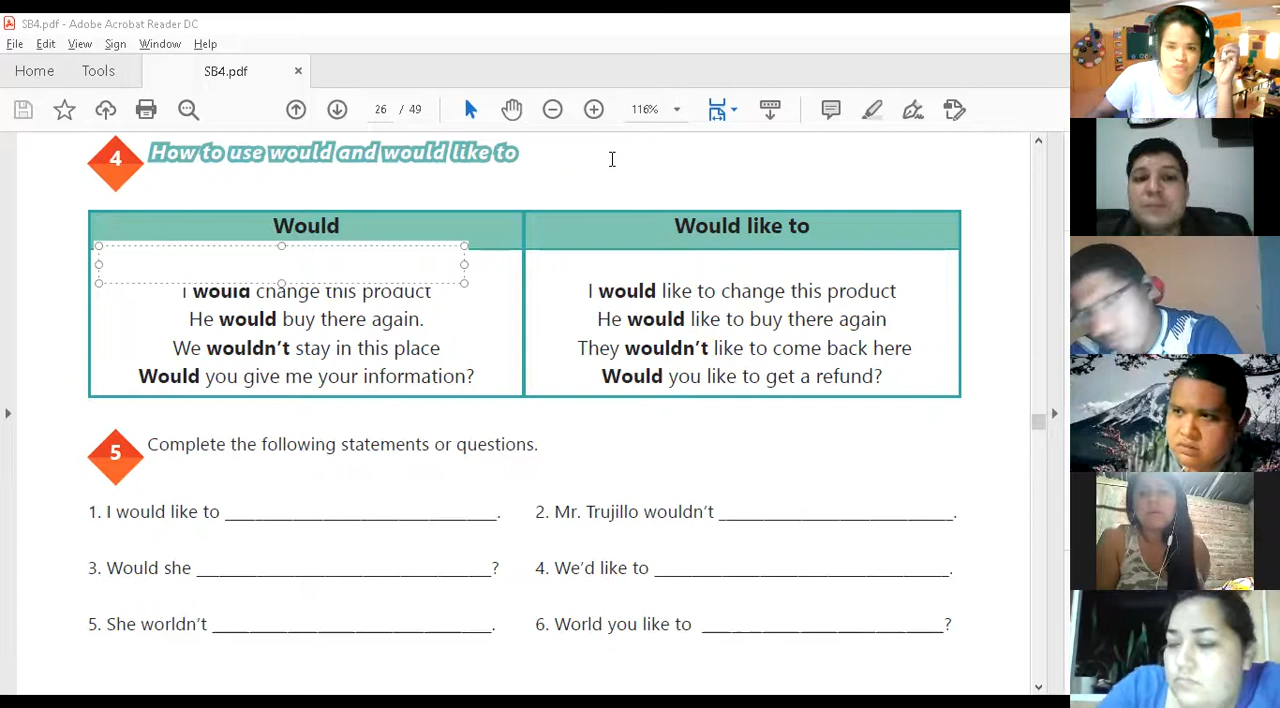 SB4.pdf - Adobe Acrobat Reader DC
File Edit View Sign Window Help
Home Tools SB4.pdf ×
26 / 49 116%
4 How to use would and would like to
Would
I would change this product
He would buy there again.
We wouldn't stay in this place
Would you give me your information?
Would like to
I would like to change this product
He would like to buy there again
They wouldn't like to come back here
Would you like to get a refund?
5 Complete the following statements or questions.
1. I would like to ____________________________.
2. Mr. Trujillo wouldn't ________________________.
3. Would she ______________________________?
4. We'd like to ______________________________.
5. She worldn't ____________________________.
6. World you like to ________________________?